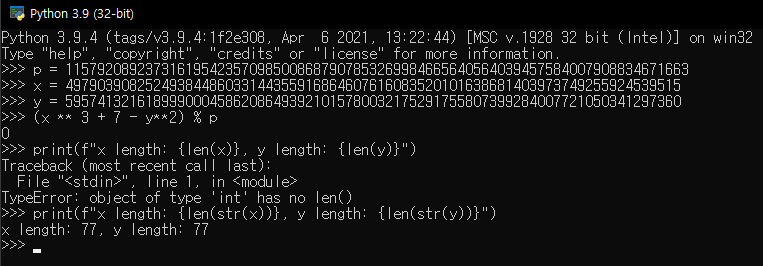 Python 3.9 (32-bit)
Python 3.9.4 (tags/v3.9.4:1f2e308, Apr  6 2021, 13:22:44) [MSC v.1928 32 bit (Intel)] on win32
Type "help", "copyright", "credits" or "license" for more information.
>>> p = 115792089237316195423570985008687907853269984665640564039457584007908834671663
>>> x = 49790390825249384486033144355916864607616083520101638681403973749255924539515
>>> y = 59574132161899900045862086493921015780032175291755807399284007721050341297360
>>> (x ** 3 + 7 - y**2) % p
0
>>> print(f"x length: {len(x)}, y length: {len(y)}")
Traceback (most recent call last):
  File "<stdin>", line 1, in <module>
TypeError: object of type 'int' has no len()
>>> print(f"x length: {len(str(x))}, y length: {len(str(y))}")
x length: 77, y length: 77
>>>